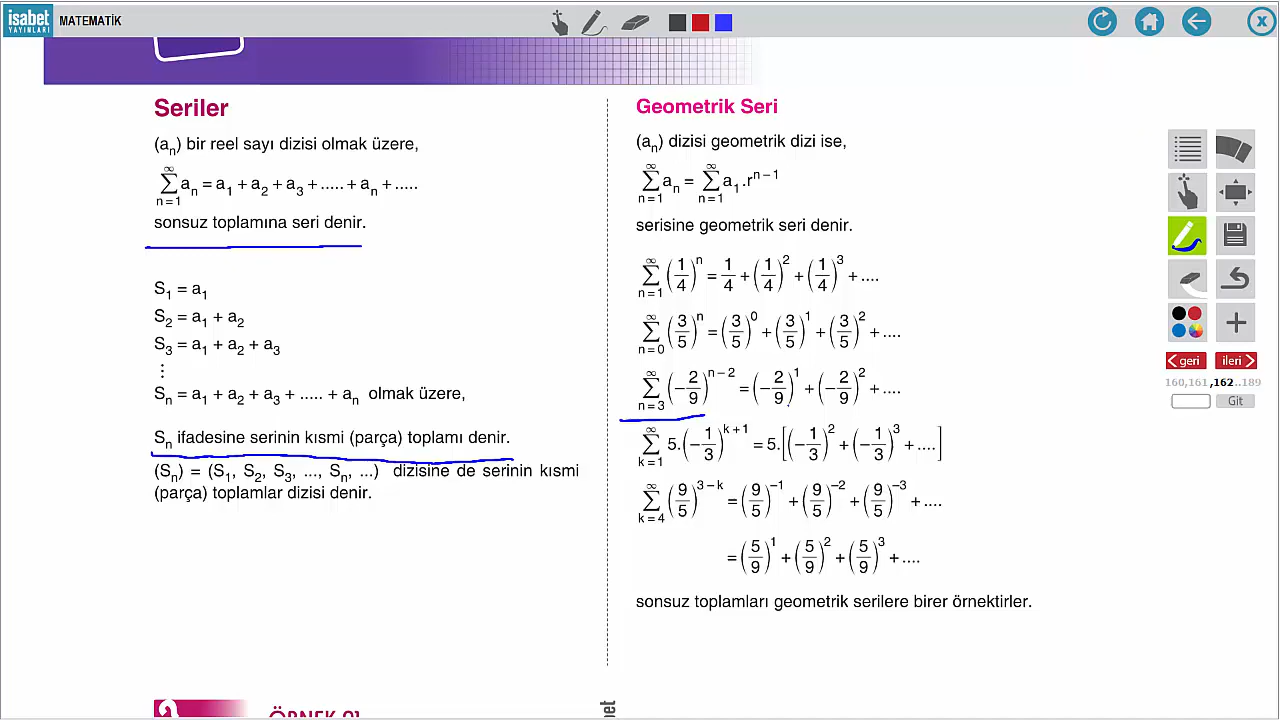 isabet
YAYINLARI
MATEMATİK
Seriler
(aₙ) bir reel sayı dizisi olmak üzere,
∞
∑ aₙ = a₁ + a₂ + a₃ + ..... + aₙ + .....
n = 1
sonsuz toplamına seri denir.
S₁ = a₁
S₂ = a₁ + a₂
S₃ = a₁ + a₂ + a₃
⋮
Sₙ = a₁ + a₂ + a₃ + ..... + aₙ olmak üzere,
Sₙ ifadesine serinin kısmi (parça) toplamı denir.
(Sₙ) = (S₁, S₂, S₃, ..., Sₙ, ...) dizisine de serinin kısmi
(parça) toplamlar dizisi denir.
Geometrik Seri
(aₙ) dizisi geometrik dizi ise,
∞ ∞
∑ aₙ = ∑ a₁.rⁿ⁻¹
n = 1 n = 1
serisine geometrik seri denir.
∞
∑ (1/4)ⁿ = 1/4 + (1/4)² + (1/4)³ + ....
n = 1
∞
∑ (3/5)ⁿ = (3/5)⁰ + (3/5)¹ + (3/5)² + ....
n=0
∞
∑ (–2/9)ⁿ⁻² = (–2/9)¹ + (–2/9)² + ....
n = 3
∞
∑ 5.(–1/3)ᵏ⁺¹ = 5.[(–1/3)² + (–1/3)³ + ....]
k = 1
∞
∑ (9/5)³⁻ᵏ = (9/5)⁻¹ + (9/5)⁻² + (9/5)⁻³ + ....
k = 4
= (5/9)¹ + (5/9)² + (5/9)³ + ....
sonsuz toplamları geometrik serilere birer örnektirler.
geri ileri
160,161,162..189
Git